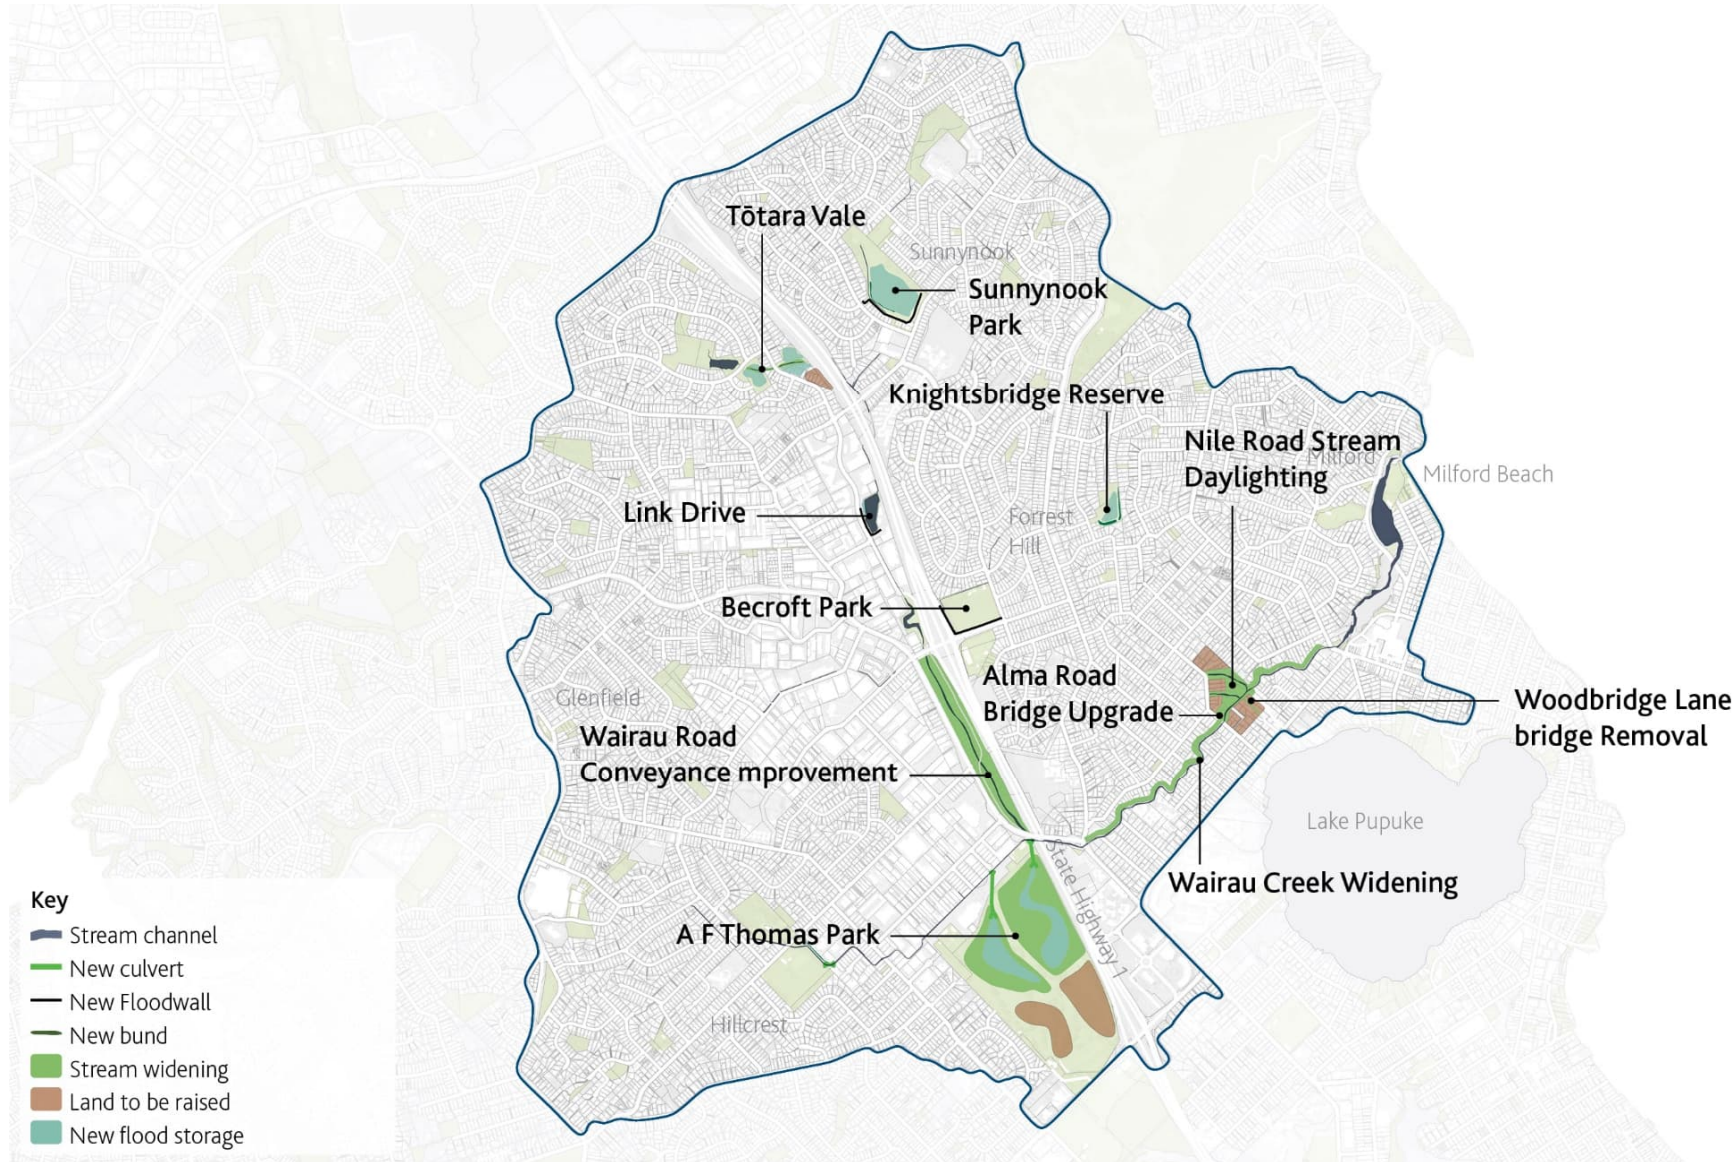 Tōtara Vale
Sunnynook
Sunnynook
Park
Knightsbridge Reserve
Nile Road Stream
Daylighting
Milford
Milford Beach
Link Drive
Forrest
Hill
Becroft Park
Alma Road
Bridge Upgrade
Woodbridge Lane
bridge Removal
Glenfield
Wairau Road
Conveyance mprovement
Lake Pupuke
State Highway 1
Wairau Creek Widening
A F Thomas Park
Hillcrest
Key
Stream channel
New culvert
New Floodwall
New bund
Stream widening
Land to be raised
New flood storage